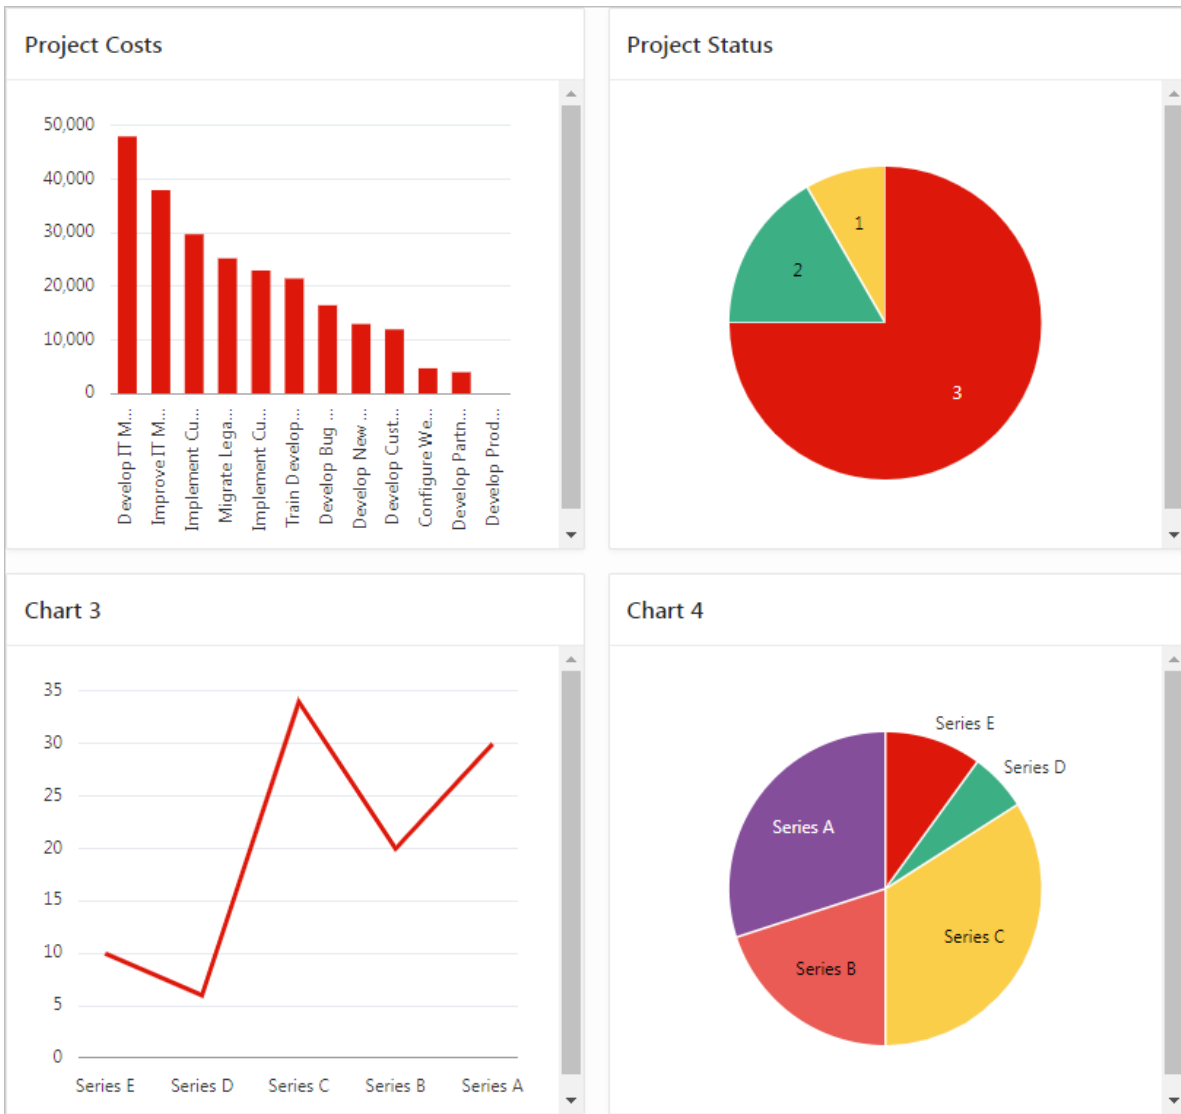 Project Costs
50,000
40,000
30,000
20,000
10,000
0
Develop IT M...
Improve IT M...
Implement Cu...
Migrate Lega...
Implement Cu...
Train Develop...
Develop Bug ...
Develop New ...
Develop Cust...
Configure We...
Develop Partn...
Develop Prod...
Project Status
1
2
3
Chart 3
35
30
25
20
15
10
5
0
Series E
Series D
Series C
Series B
Series A
Chart 4
Series E
Series D
Series A
Series C
Series B